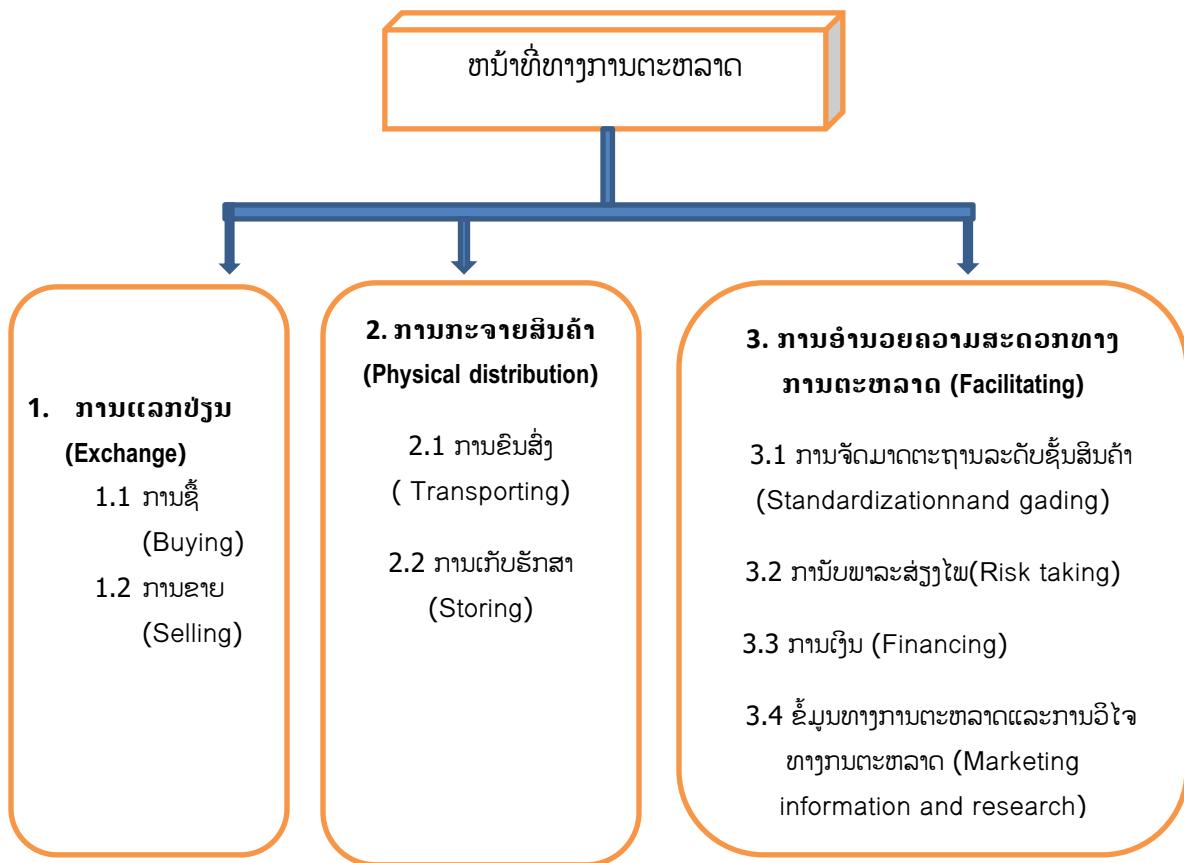 ຫນ້າທີ່ທາງການຕະຫລາດ
1. ການແລກປ່ຽນ
(Exchange)
1.1 ການຊື້
(Buying)
1.2 ການຂາຍ
(Selling)
2. ການກະຈາຍສິນຄ້າ
(Physical distribution)
2.1 ການຂົນສົ່ງ
( Transporting)
2.2 ການເກັບຮັກສາ
(Storing)
3. ການອຳນວຍຄວາມສະດວກທາງ
ການຕະຫລາດ (Facilitating)
3.1 ການຈັດມາດຕະຖານລະດັບຊັ້ນສິນຄ້າ
(Standardizationnand gading)
3.2 ການັບພາລະສ່ຽງໄພ(Risk taking)
3.3 ການເງິນ (Financing)
3.4 ຂໍ້ມູນທາງການຕະຫລາດແລະການວິໄຈ
ທາງກນຕະຫລາດ (Marketing
information and research)